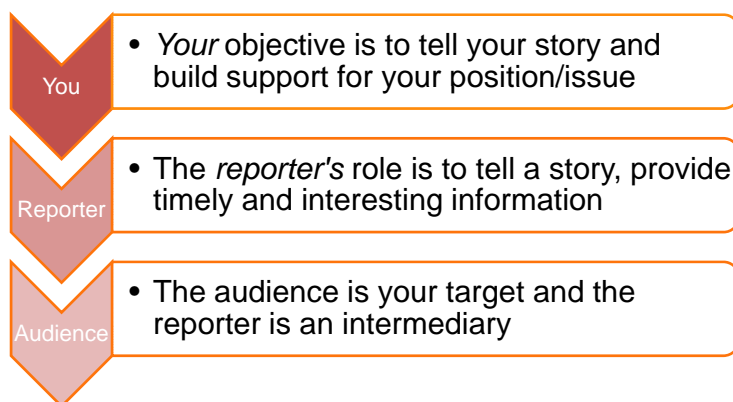 You
• Your objective is to tell your story and
build support for your position/issue
Reporter
• The reporter's role is to tell a story, provide
timely and interesting information
Audience
• The audience is your target and the
reporter is an intermediary